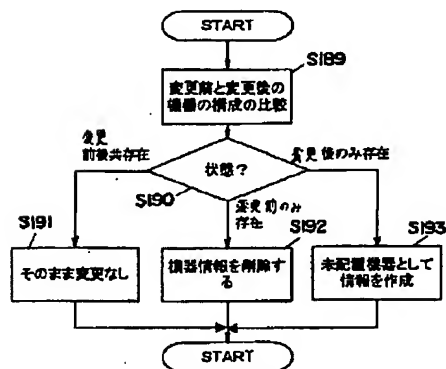 START
S189
変更前と変更後の
機器の構成の比較
変更
前後共存在
状態?
変更後のみ存在
S190
変更前のみ
存在
S191
そのまま変更なし
S192
機器情報を削除す
る
S193
未配置機器として
情報を作成
START